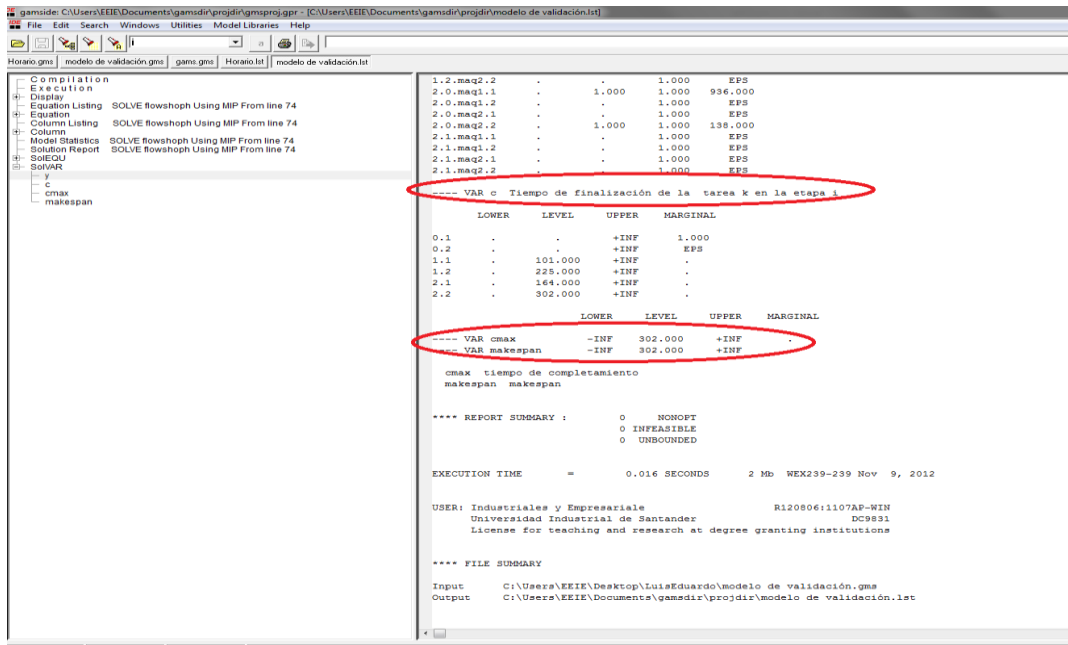 gamside: C:\Users\EEIE\Documents\gamsdir\projdir\gmsproj.gpr - [C:\Users\EEIE\Documents\gamsdir\projdir\modelo de validación.lst]
IDE File Edit Search Windows Utilities Model Libraries Help
Horario.gms modelo de validación.gms gams.gms Horario.lst modelo de validación.lst
Compilation
Execution
Display
Equation Listing SOLVE flowshoph Using MIP From line 74
Equation
Column Listing SOLVE flowshoph Using MIP From line 74
Column
Model Statistics SOLVE flowshoph Using MIP From line 74
Solution Report SOLVE flowshoph Using MIP From line 74
SolEQU
SolVAR
y
c
cmax
makespan
1.2.maq2.2 . . 1.000 EPS
2.0.maq1.1 . 1.000 1.000 936.000
2.0.maq1.2 . . 1.000 EPS
2.0.maq2.1 . . 1.000 EPS
2.0.maq2.2 . 1.000 1.000 138.000
2.1.maq1.1 . . 1.000 EPS
2.1.maq1.2 . . 1.000 EPS
2.1.maq2.1 . . 1.000 EPS
2.1.maq2.2 . . 1.000 EPS
---- VAR c Tiempo de finalización de la tarea k en la etapa i
LOWER LEVEL UPPER MARGINAL
0.1 . . +INF 1.000
0.2 . . +INF EPS
1.1 . 101.000 +INF .
1.2 . 225.000 +INF .
2.1 . 164.000 +INF .
2.2 . 302.000 +INF .
LOWER LEVEL UPPER MARGINAL
---- VAR cmax -INF 302.000 +INF .
---- VAR makespan -INF 302.000 +INF
cmax tiempo de completamiento
makespan makespan
**** REPORT SUMMARY : 0 NONOPT
0 INFEASIBLE
0 UNBOUNDED
EXECUTION TIME = 0.016 SECONDS 2 Mb WEX239-239 Nov 9, 2012
USER: Industriales y Empresariale R120806:1107AP-WIN
Universidad Industrial de Santander DC9831
License for teaching and research at degree granting institutions
**** FILE SUMMARY
Input C:\Users\EEIE\Desktop\LuisEduardo\modelo de validación.gms
Output C:\Users\EEIE\Documents\gamsdir\projdir\modelo de validación.lst